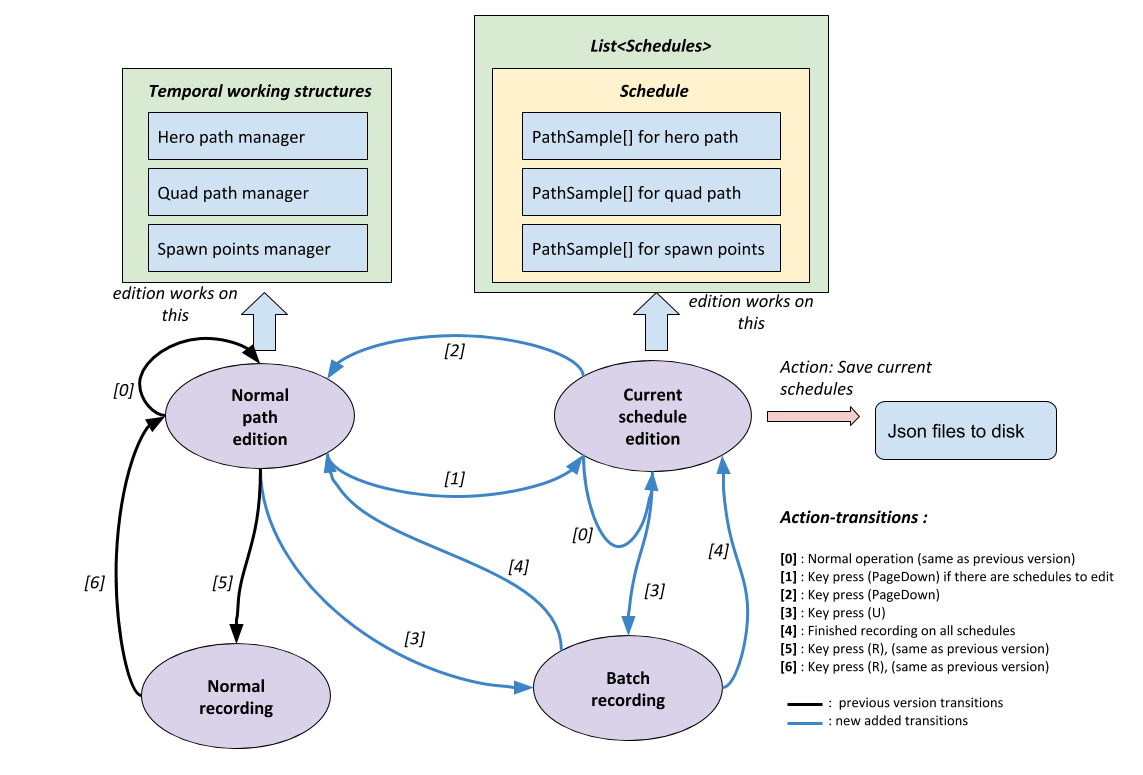 List<Schedules>
Temporal working structures
Hero path manager
Quad path manager
Spawn points manager
Schedule
PathSample[] for hero path
PathSample[] for quad path
PathSample[] for spawn points
edition works on
this
edition works on
this
[0]
[2]
Normal
path
edition
Current
schedule
edition
Action: Save current
schedules
Json files to disk
[1]
[0]
[4]
[4]
[6]
[5]
[3]
[3]
Normal
recording
Batch
recording
Action-transitions :
[0] : Normal operation (same as previous version)
[1] : Key press (PageDown) if there are schedules to edit
[2] : Key press (PageDown)
[3] : Key press (U)
[4] : Finished recording on all schedules
[5] : Key press (R), (same as previous version)
[6] : Key press (R), (same as previous version)
: previous version transitions
: new added transitions